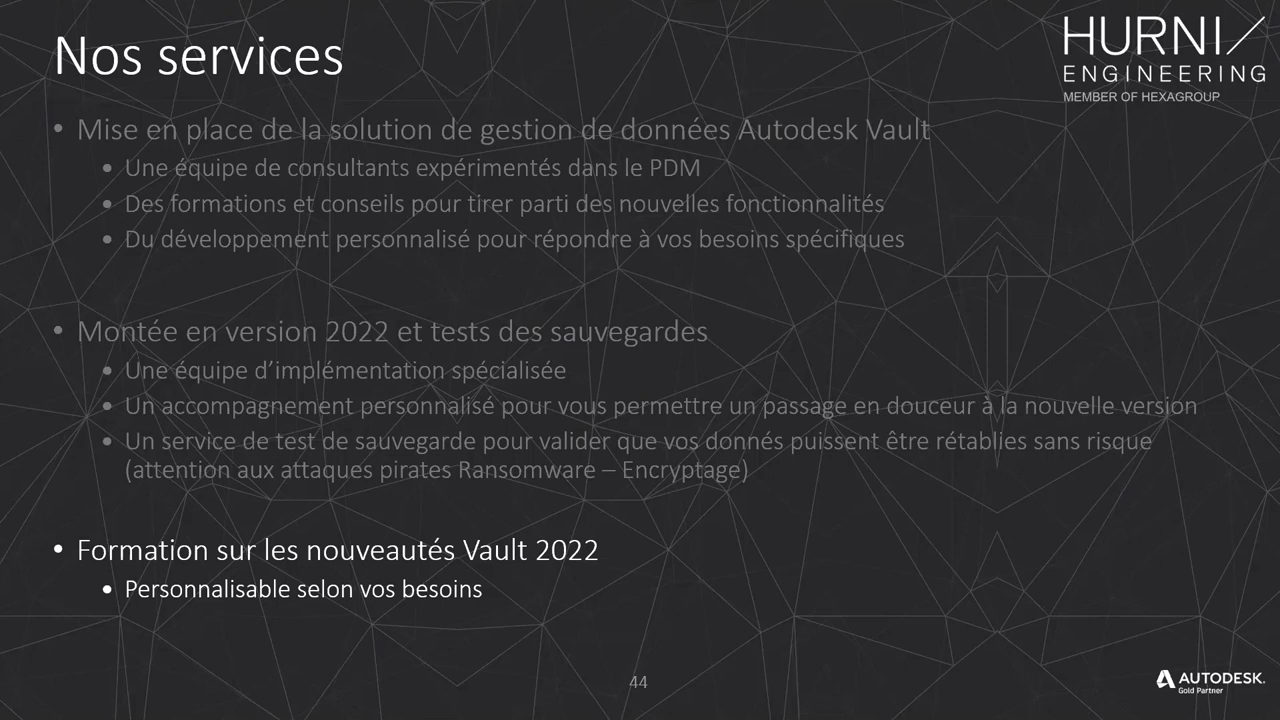 Nos services
HURNI
ENGINEERING
MEMBER OF HEXAGROUP
• Mise en place de la solution de gestion de données Autodesk Vault
• Une équipe de consultants expérimentés dans le PDM
• Des formations et conseils pour tirer parti des nouvelles fonctionnalités
• Du développement personnalisé pour répondre à vos besoins spécifiques
• Montée en version 2022 et tests des sauvegardes
• Une équipe d’implémentation spécialisée
• Un accompagnement personnalisé pour vous permettre un passage en douceur à la nouvelle version
• Un service de test de sauvegarde pour valider que vos donnés puissent être rétablies sans risque
(attention aux attaques pirates Ransomware – Encryptage)
• Formation sur les nouveautés Vault 2022
• Personnalisable selon vos besoins
44
AUTODESK.
Gold Partner